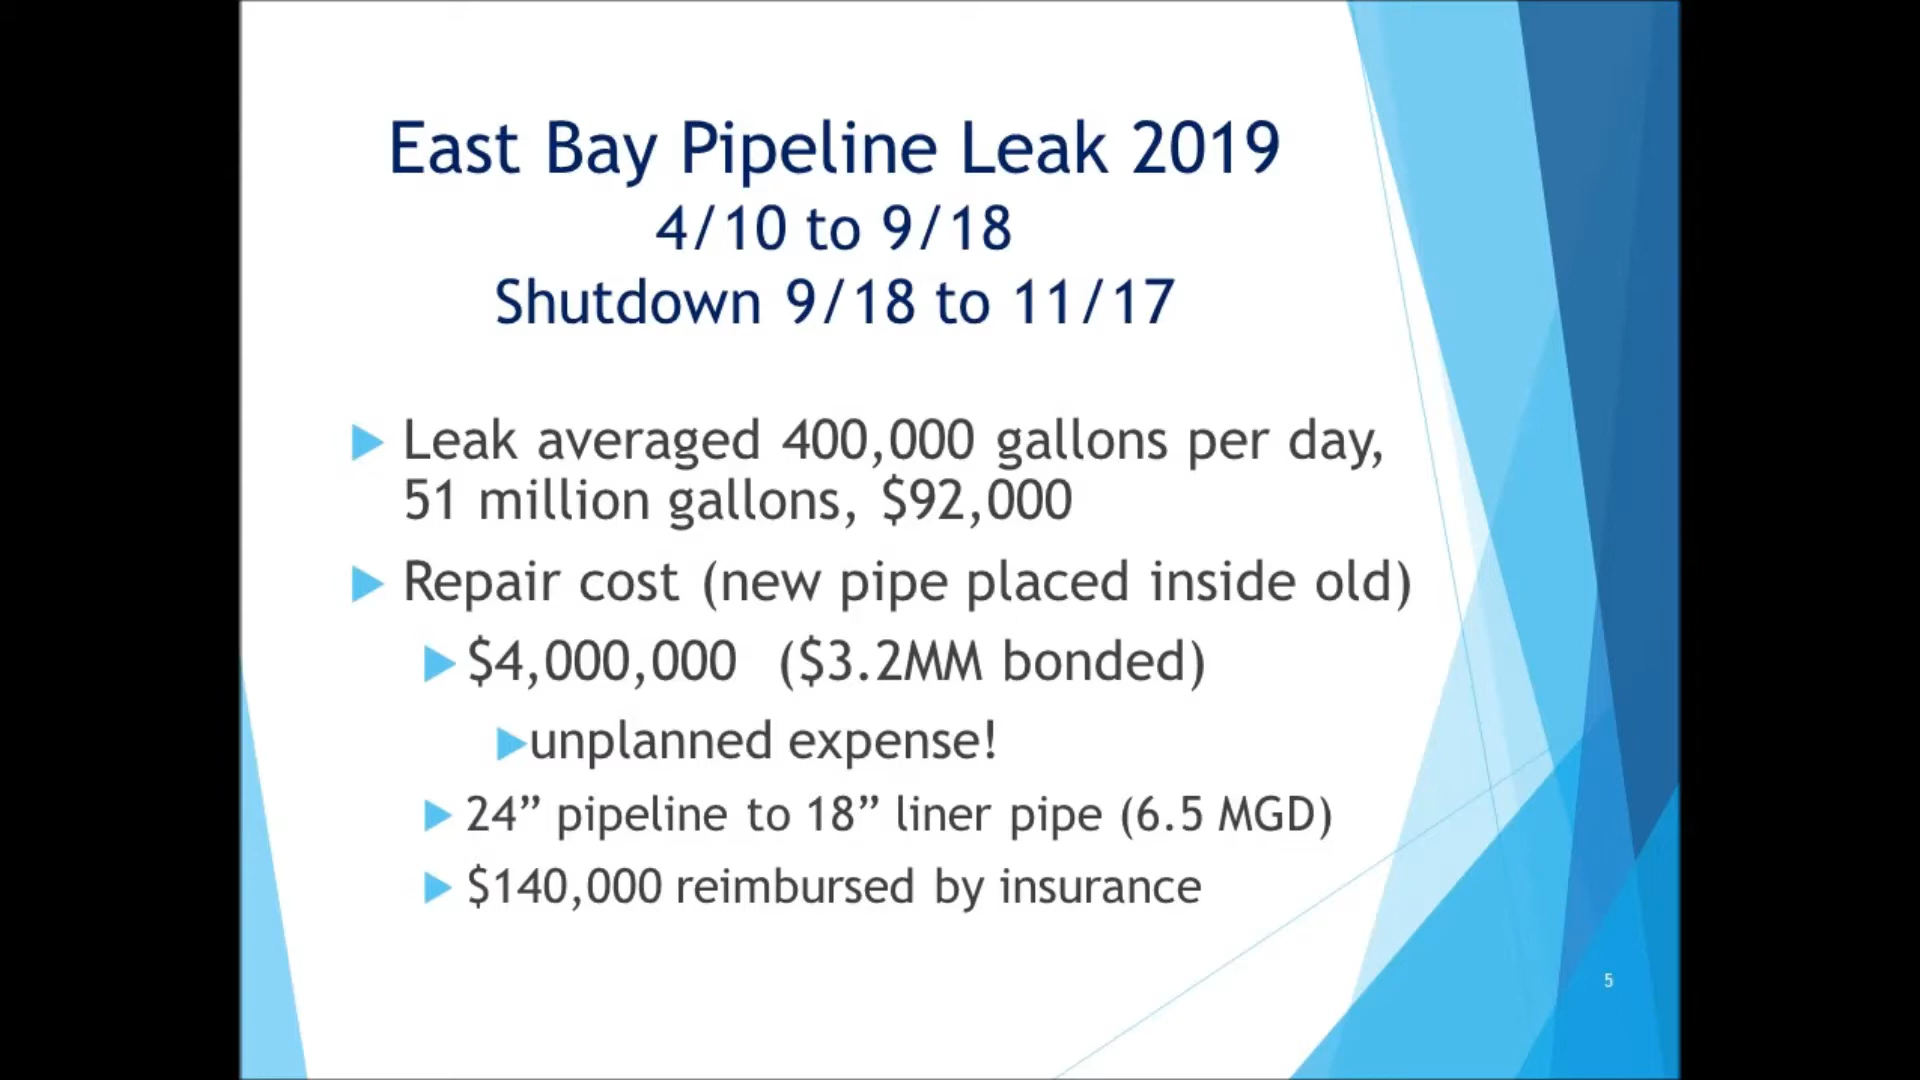 East Bay Pipeline Leak 2019
4/10 to 9/18
Shutdown 9/18 to 11/17
Leak averaged 400,000 gallons per day,
51 million gallons, $92,000
Repair cost (new pipe placed inside old)
$4,000,000 ($3.2MM bonded)
unplanned expense!
24” pipeline to 18” liner pipe (6.5 MGD)
$140,000 reimbursed by insurance
5